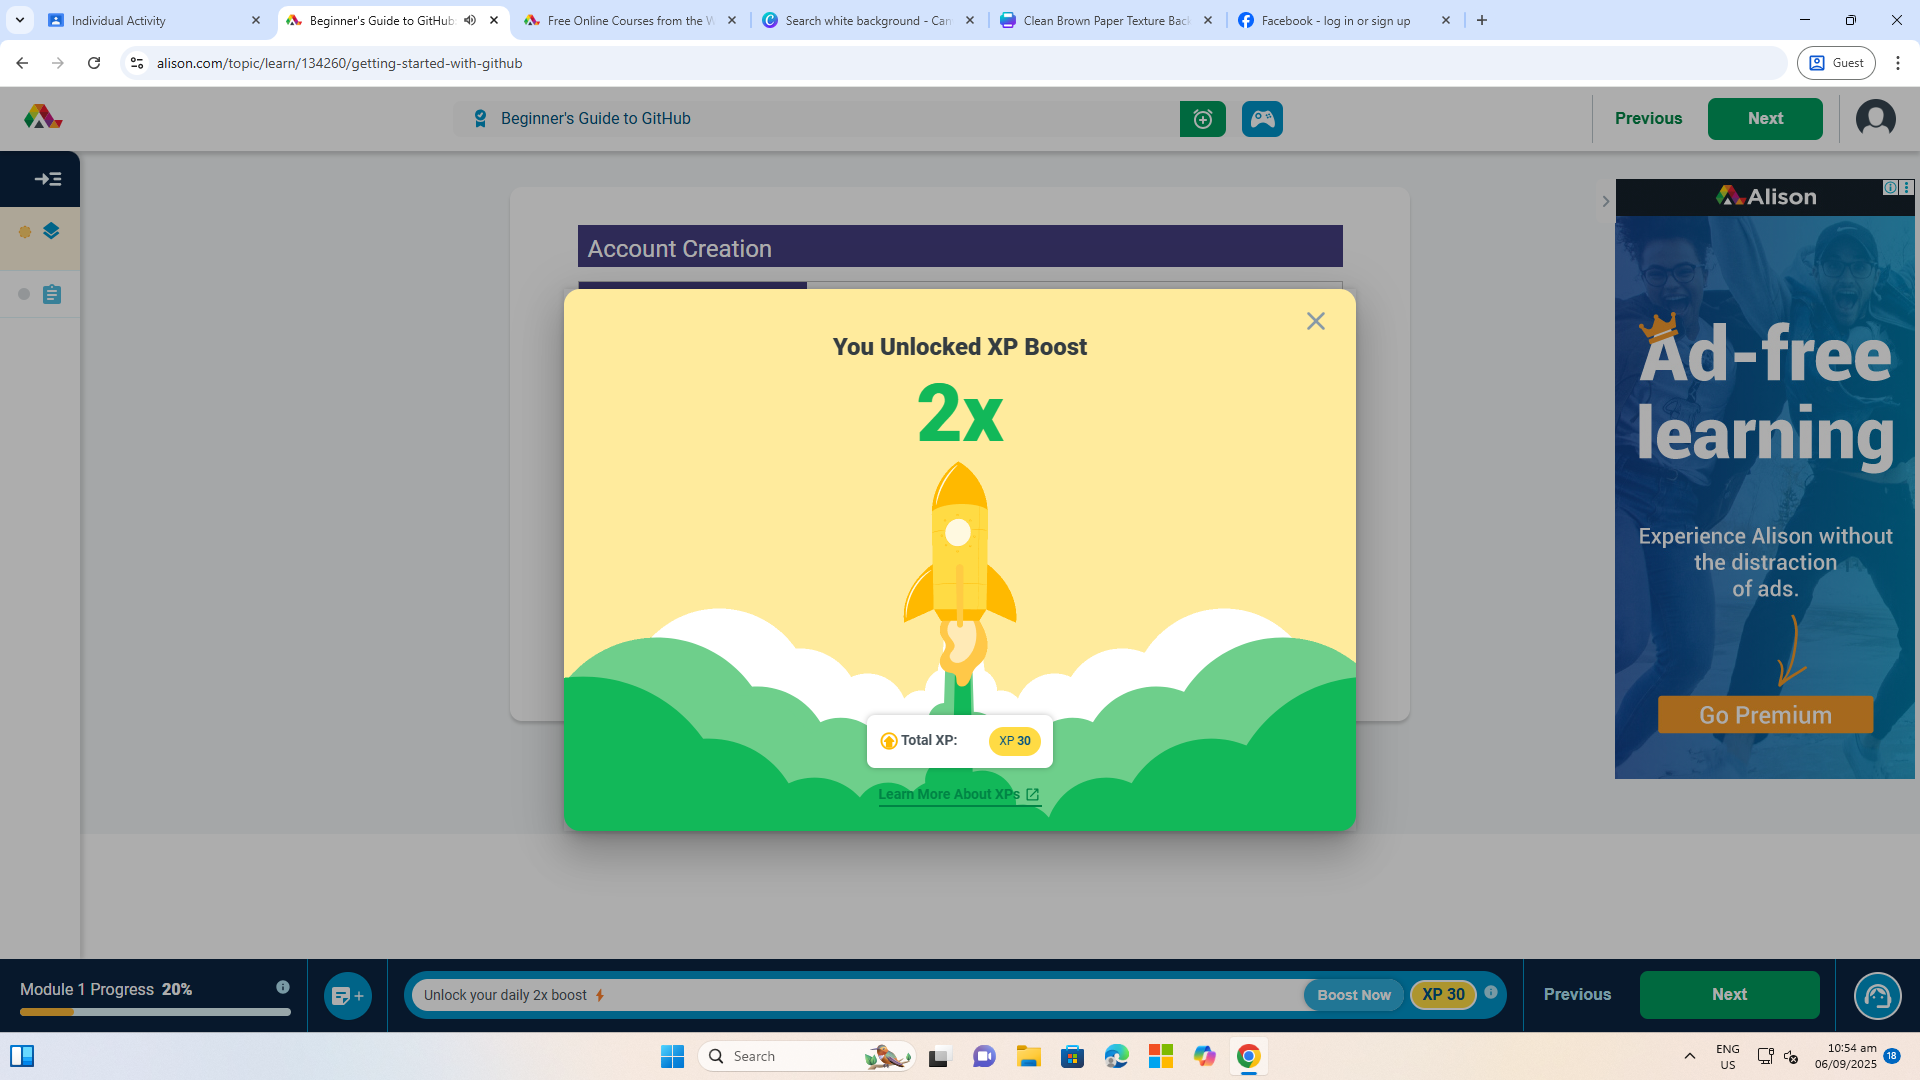 Individual Activity
Beginner's Guide to GitHub
Free Online Courses from the W
Search white background - Can
Clean Brown Paper Texture Back
Facebook - log in or sign up
alison.com/topic/learn/134260/getting-started-with-github
Guest
Beginner's Guide to GitHub
Previous
Next
Account Creation
You Unlocked XP Boost
2x
Total XP:
XP 30
Learn More About XPs
Alison
Ad-free
learning
Experience Alison without
the distraction
of ads.
Go Premium
Module 1 Progress 20%
Unlock your daily 2x boost
Boost Now
XP 30
Previous
Next
Search
ENG
US
10:54 am
06/09/2025
18